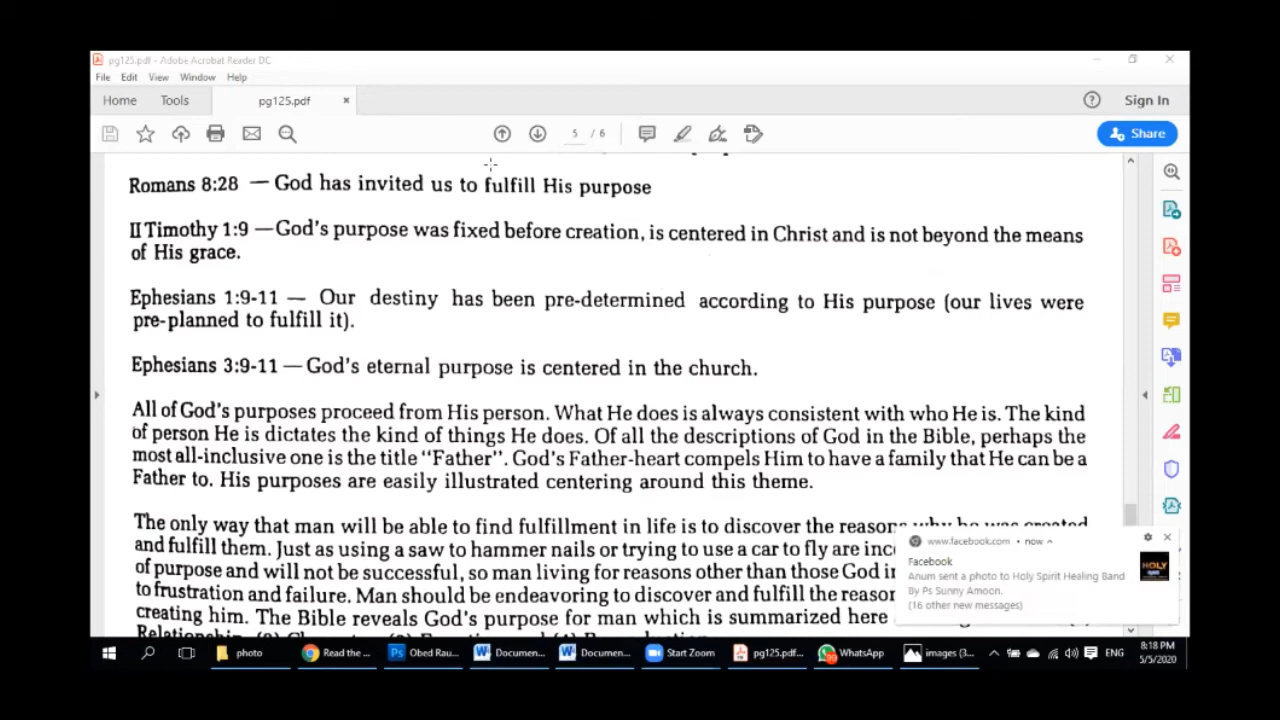 pg125.pdf - Adobe Acrobat Reader DC
File Edit View Window Help
Home Tools pg125.pdf × Sign In
5 / 6 Share
Romans 8:28 — God has invited us to fulfill His purpose
II Timothy 1:9 — God's purpose was fixed before creation, is centered in Christ and is not beyond the means
of His grace.
Ephesians 1:9-11 — Our destiny has been pre-determined according to His purpose (our lives were
pre-planned to fulfill it).
Ephesians 3:9-11 — God's eternal purpose is centered in the church.
All of God's purposes proceed from His person. What He does is always consistent with who He is. The kind
of person He is dictates the kind of things He does. Of all the descriptions of God in the Bible, perhaps the
most all-inclusive one is the title "Father". God's Father-heart compels Him to have a family that He can be a
Father to. His purposes are easily illustrated centering around this theme.
The only way that man will be able to find fulfillment in life is to discover the reasons why he was created
and fulfill them. Just as using a saw to hammer nails or trying to use a car to fly are
of purpose and will not be successful, so man living for reasons other than those God
to frustration and failure. Man should be endeavoring to discover and fulfill the
creating him. The Bible reveals God's purpose for man which is summarized here
www.facebook.com • now
Facebook
Anum sent a photo to Holy Spirit Healing Band
By Ps Sunny Amoon.
(16 other new messages)
HOLY
photo Read the ... Obed Rau... Documen... Documen... Start Zoom pg125.pdf... WhatsApp images (3... ENG
8:18 PM
5/5/2020